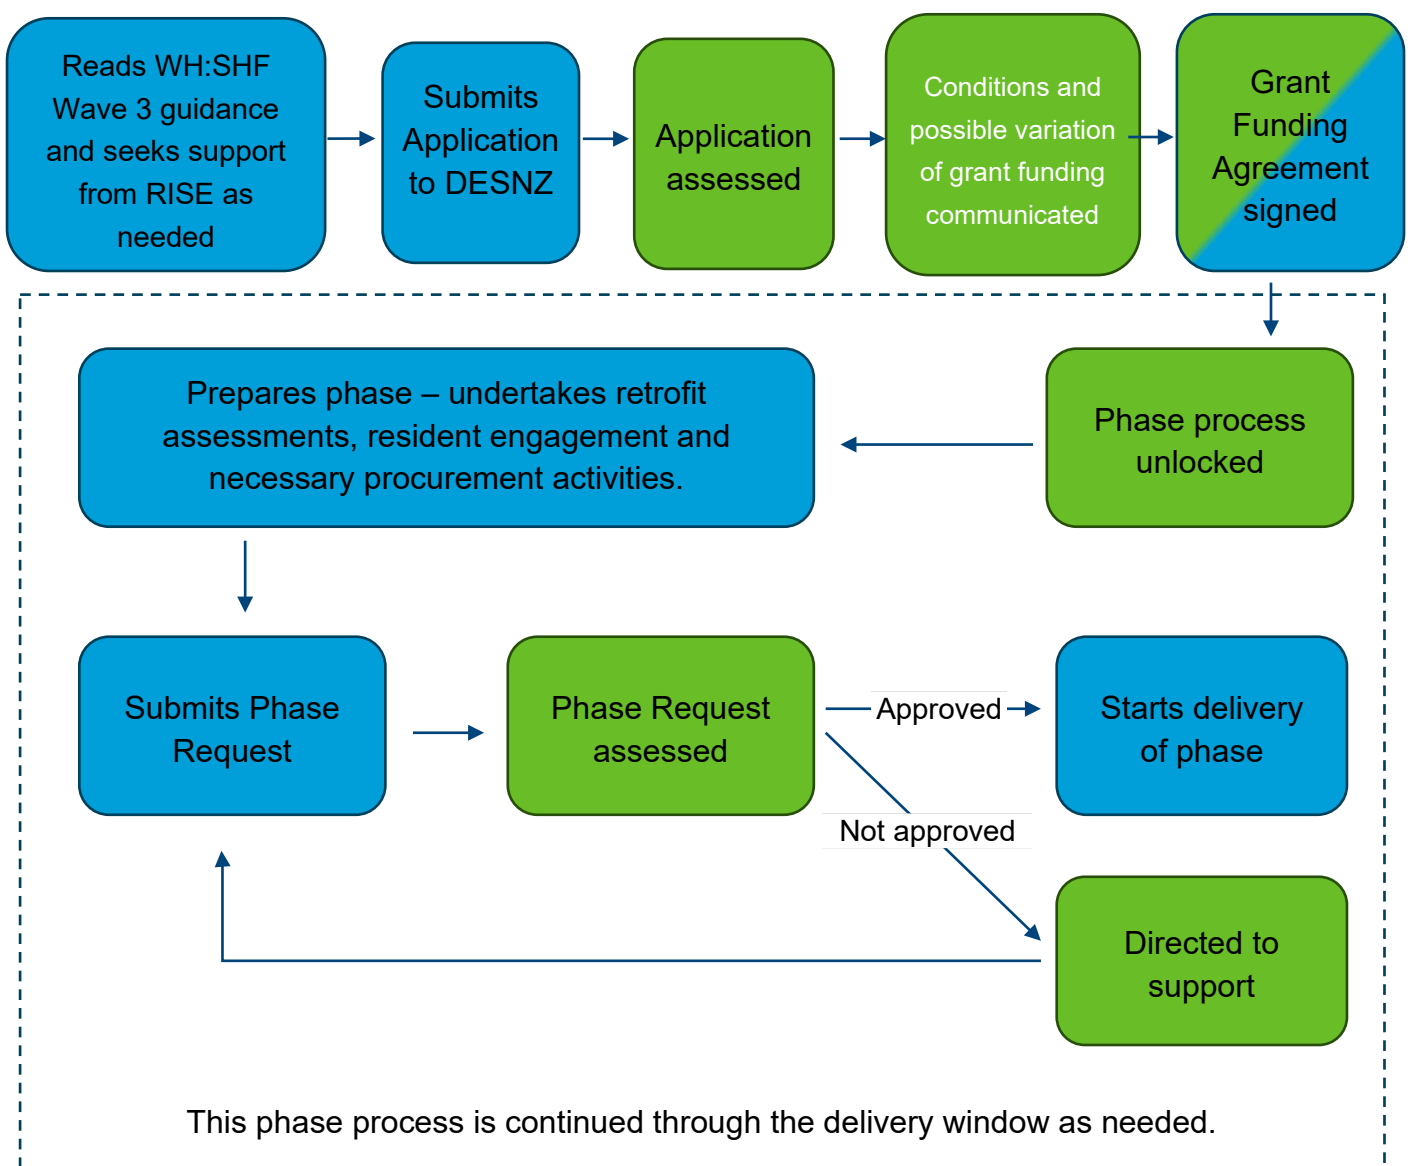 Reads WH:SHF
Wave 3 guidance
and seeks support
from RISE as
needed
Submits
Application
to DESNZ
Application
assessed
Conditions and
possible variation
of grant funding
communicated
Grant
Funding
Agreement
signed
Phase process
unlocked
Prepares phase – undertakes retrofit
assessments, resident engagement and
necessary procurement activities.
Submits Phase
Request
Phase Request
assessed
Approved
Starts delivery
of phase
Not approved
Directed to
support
This phase process is continued through the delivery window as needed.